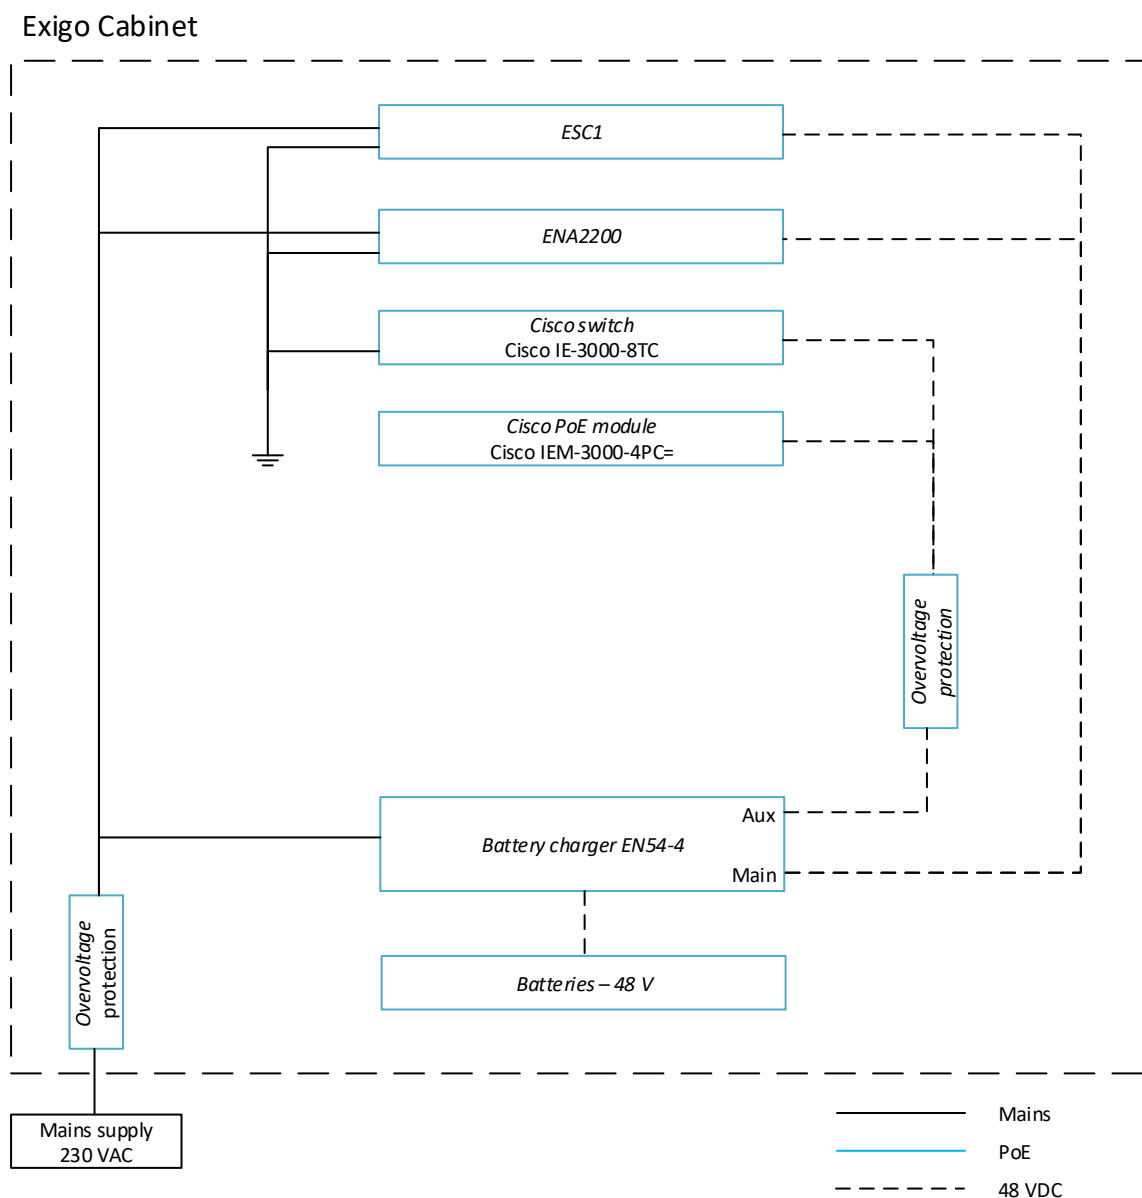 Exigo Cabinet
ESC1
ENA2200
Cisco switch
Cisco IE-3000-8TC
Cisco PoE module
Cisco IEM-3000-4PC=
Overvoltage
protection
Aux
Battery charger EN54-4
Main
Overvoltage
protection
Batteries – 48 V
Mains supply
230 VAC
Mains
PoE
48 VDC